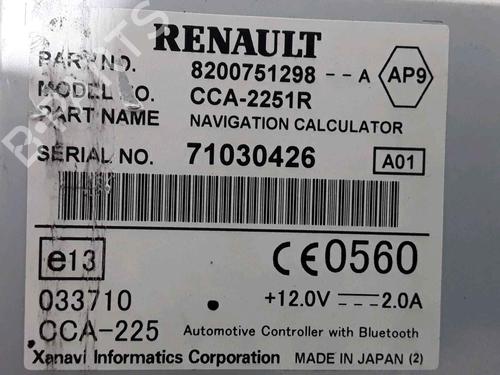 RENAULT
PART NO. 8200751298 -- A AP9
MODEL NO. CCA-2251R
PART NAME NAVIGATION CALCULATOR
SERIAL NO. 71030426 A01
e13 CE0560
033710 +12.0V 2.0A
CCA-225 Automotive Controller with Bluetooth
Xanavi Informatics Corporation MADE IN JAPAN (2)
B-PARTS